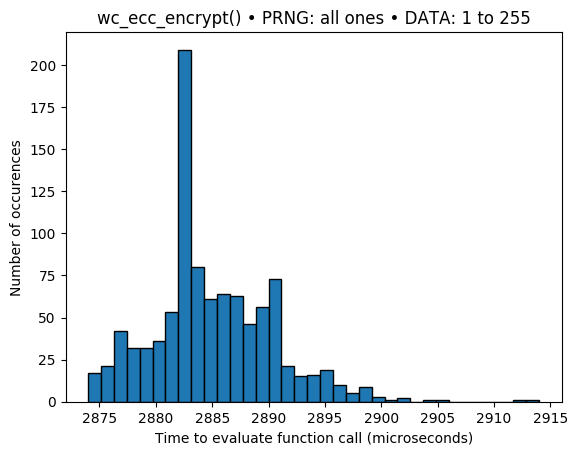 wc_ecc_encrypt() • PRNG: all ones • DATA: 1 to 255
200
175
150
125
100
75
50
25
0
Number of occurences
2875 2880 2885 2890 2895 2900 2905 2910 2915
Time to evaluate function call (microseconds)